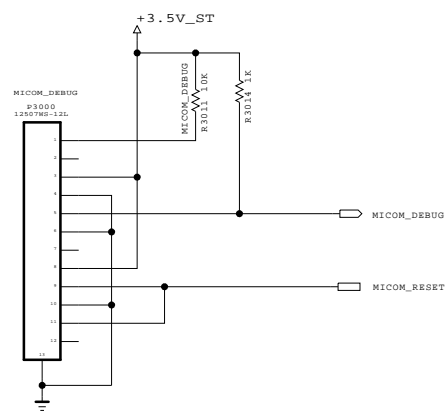 +3.5V_ST
MICOM_DEBUG
P3000
12507WS-12L
MICOM_DEBUG
R3011 10K
R3014 1K
1
2
3
4
5
MICOM_DEBUG
6
7
8
9
MICOM_RESET
10
11
12
13